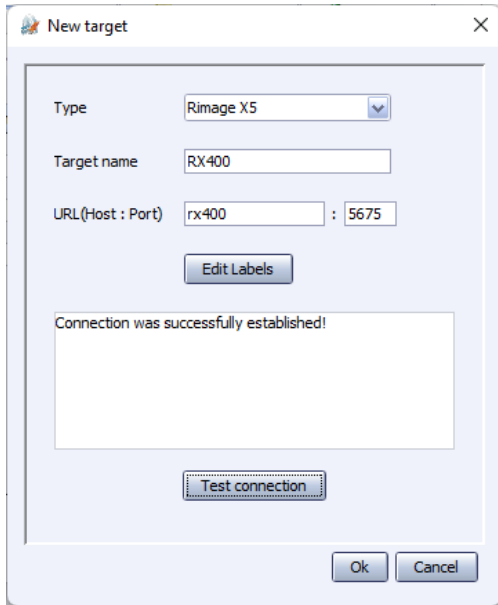 New target
Type Rimage X5
Target name RX400
URL(Host : Port) rx400 : 5675
Edit Labels
Connection was successfully established!
Test connection
Ok Cancel